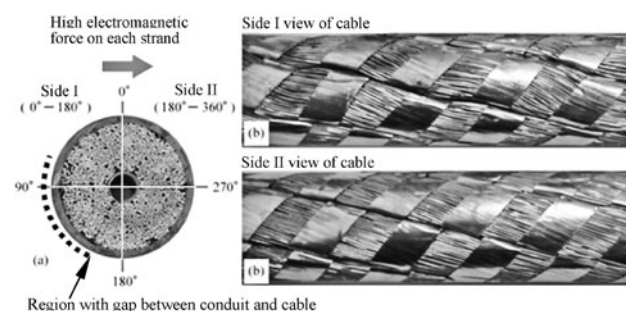 High electromagnetic
force on each strand
Side I
( 0° − 180° )
0°
Side II
( 180° − 360° )
90°
270°
(a)
180°
Region with gap between conduit and cable
Side I view of cable
(b)
Side II view of cable
(b)